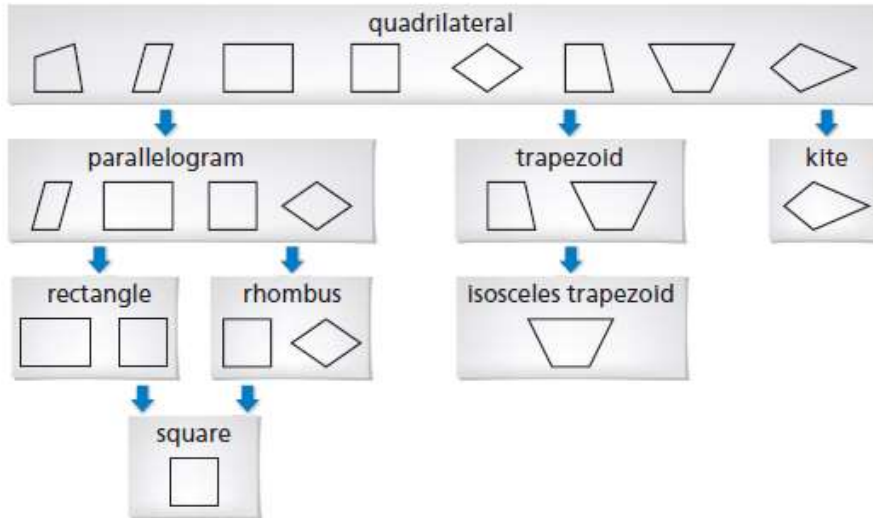 quadrilateral
parallelogram
trapezoid
kite
rectangle
rhombus
isosceles trapezoid
square